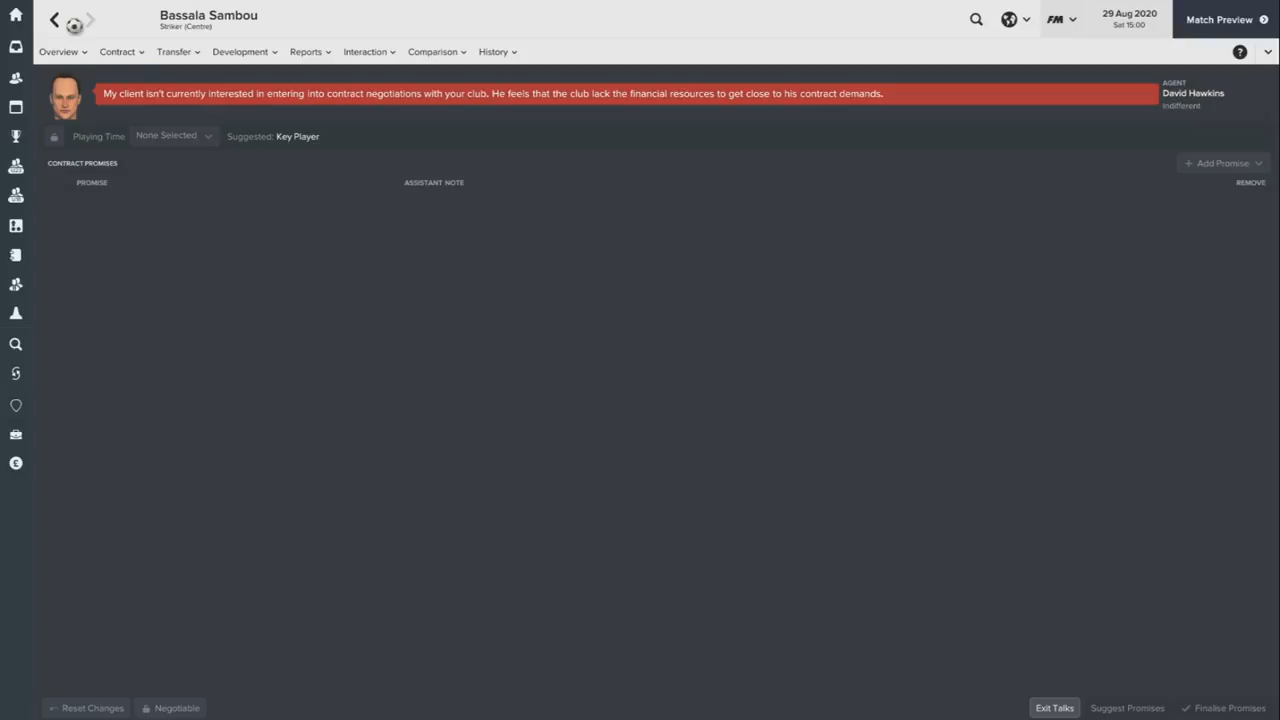 Bassala Sambou
Striker (Centre)
FM
29 Aug 2020
Sat 15:00
Match Preview
Overview
Contract
Transfer
Development
Reports
Interaction
Comparison
History
?
My client isn't currently interested in entering into contract negotiations with your club. He feels that the club lack the financial resources to get close to his contract demands.
AGENT
David Hawkins
Indifferent
Playing Time
None Selected
Suggested: Key Player
CONTRACT PROMISES
+ Add Promise
PROMISE
ASSISTANT NOTE
REMOVE
Reset Changes
Negotiable
Exit Talks
Suggest Promises
Finalise Promises